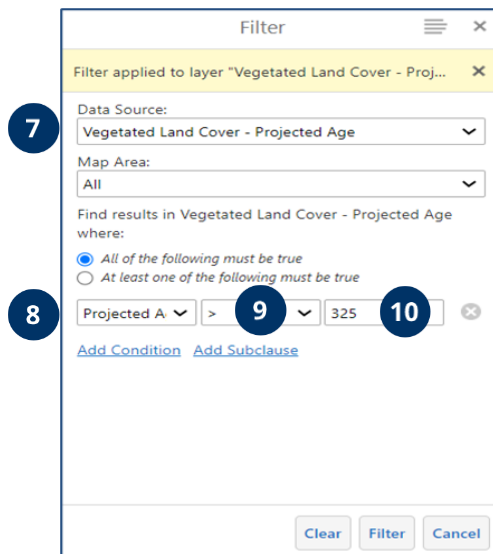 Filter
Filter applied to layer "Vegetated Land Cover - Proj...
Data Source:
7 Vegetated Land Cover - Projected Age
Map Area:
All
Find results in Vegetated Land Cover - Projected Age
where:
All of the following must be true
At least one of the following must be true
8 Projected A > 9 325 10
Add Condition Add Subclause
Clear Filter Cancel